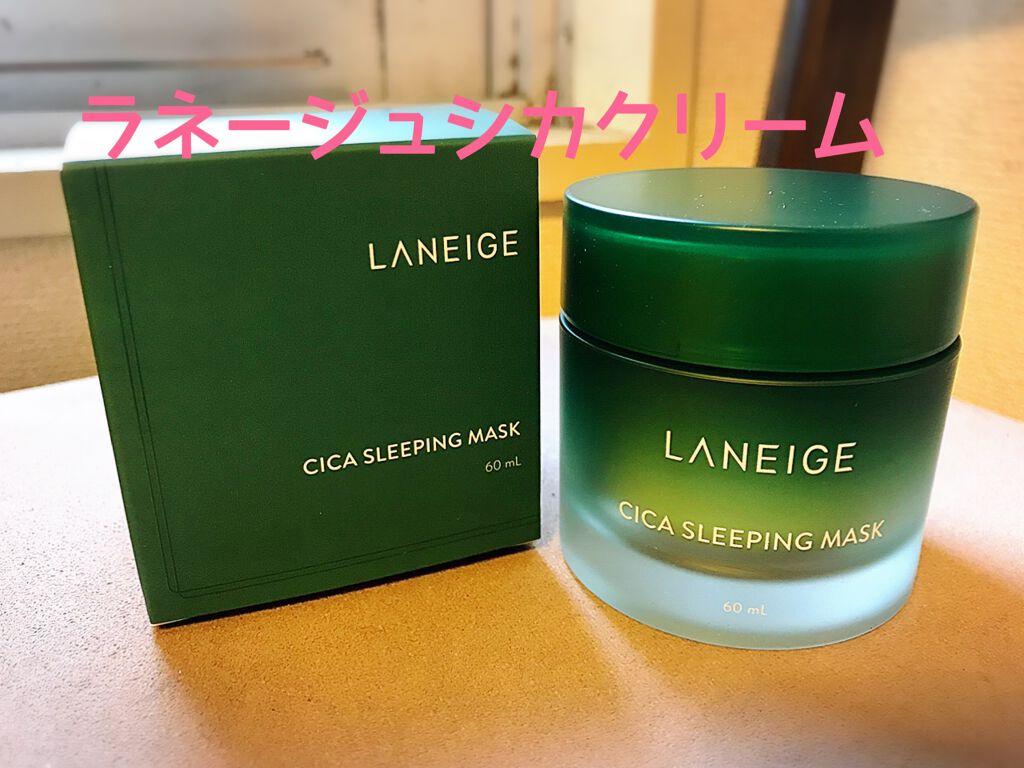 ラネージュシカクリーム
LANEIGE
CICA SLEEPING MASK
60 mL
LANEIGE
CICA SLEEPING MASK
60 mL